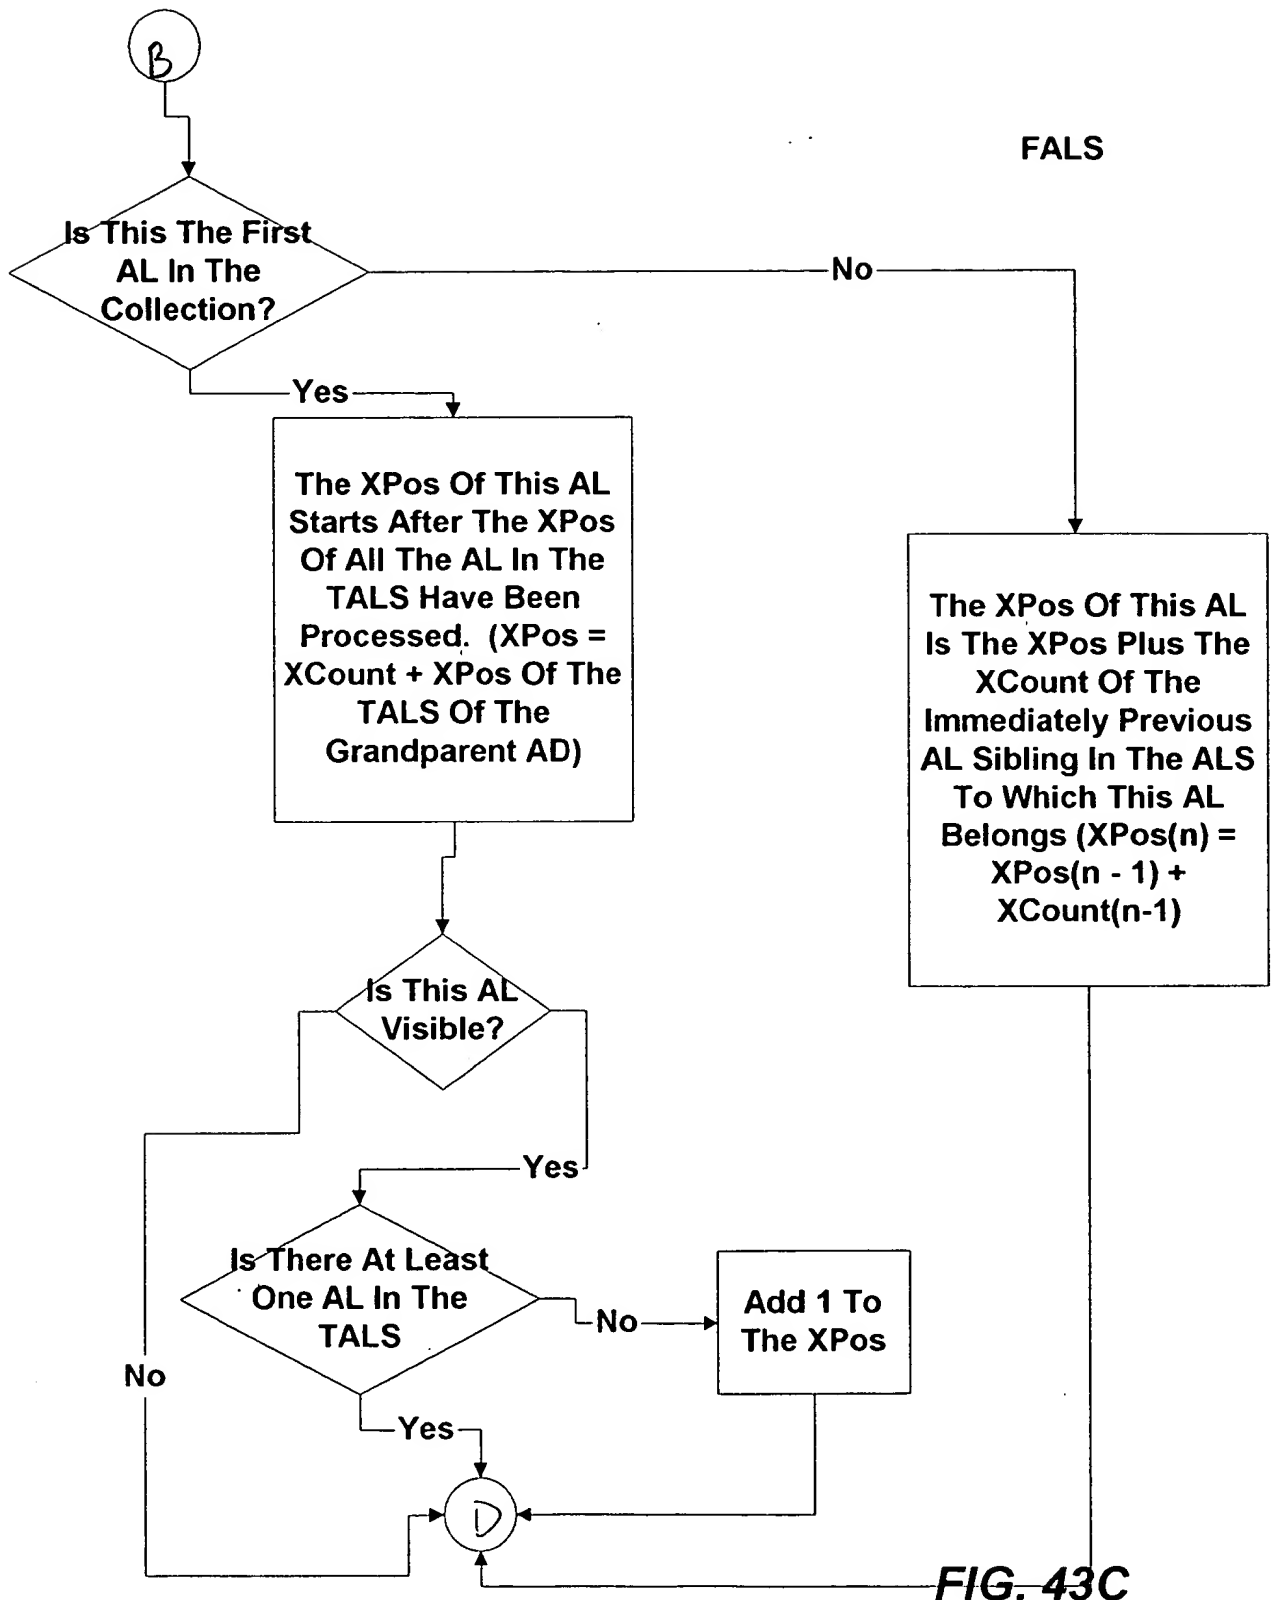 B
FALS
Is This The First
AL In The
Collection?
No
Yes
The XPos Of This AL
Starts After The XPos
Of All The AL In The
TALS Have Been
Processed. (XPos =
XCount + XPos Of The
TALS Of The
Grandparent AD)
The XPos Of This AL
Is The XPos Plus The
XCount Of The
Immediately Previous
AL Sibling In The ALS
To Which This AL
Belongs (XPos(n) =
XPos(n - 1) +
XCount(n-1)
Is This AL
Visible?
Yes
Is There At Least
One AL In The
TALS
No
Add 1 To
The XPos
No
Yes
D
FIG. 43C